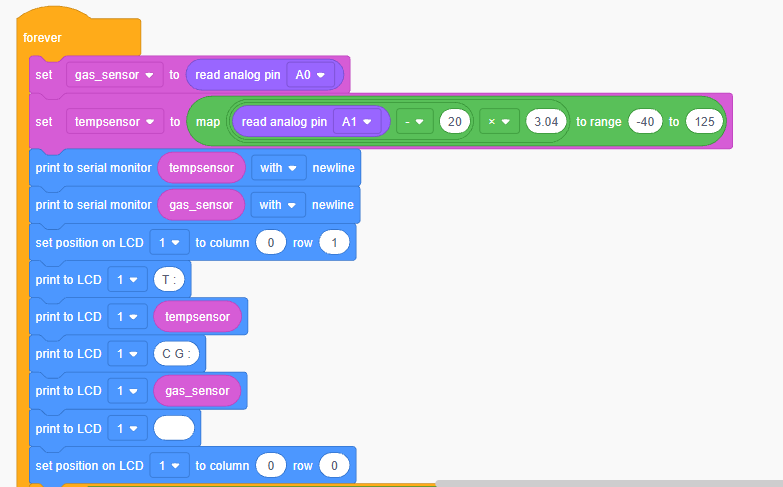 forever
set gas_sensor to read analog pin A0
set tempsensor to map read analog pin A1 - 20 × 3.04 to range -40 to 125
print to serial monitor tempsensor with newline
print to serial monitor gas_sensor with newline
set position on LCD 1 to column 0 row 1
print to LCD 1 T :
print to LCD 1 tempsensor
print to LCD 1 C G :
print to LCD 1 gas_sensor
print to LCD 1
set position on LCD 1 to column 0 row 0